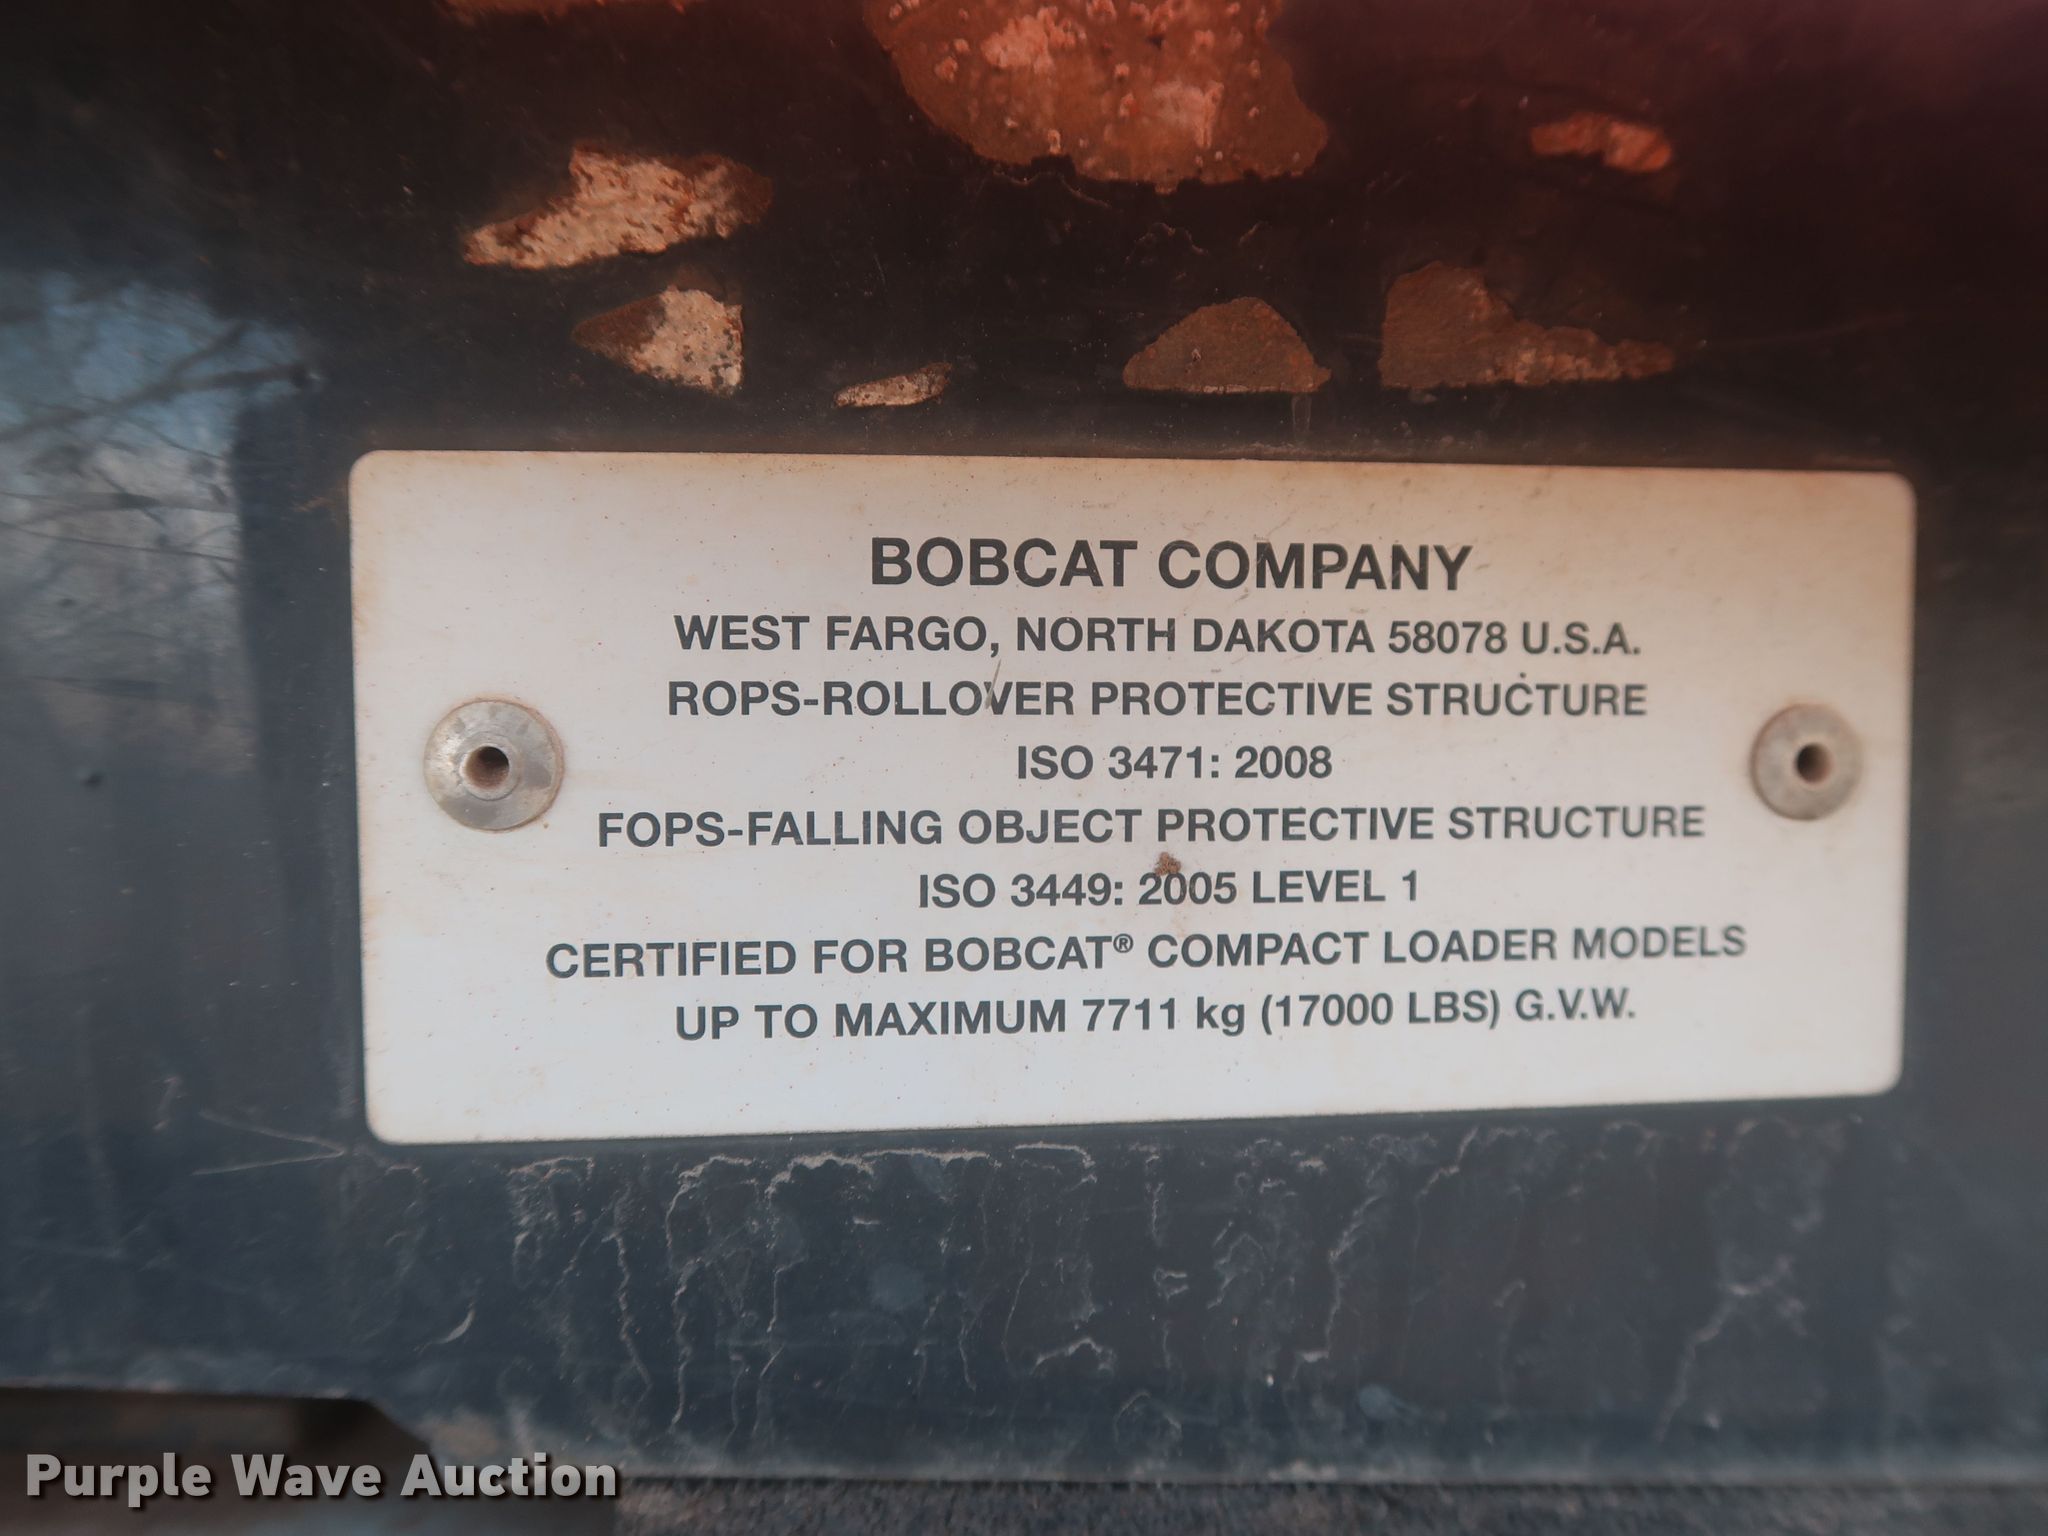 BOBCAT COMPANY
WEST FARGO, NORTH DAKOTA 58078 U.S.A.
ROPS-ROLLOVER PROTECTIVE STRUCTURE
ISO 3471: 2008
FOPS-FALLING OBJECT PROTECTIVE STRUCTURE
ISO 3449: 2005 LEVEL 1
CERTIFIED FOR BOBCAT® COMPACT LOADER MODELS
UP TO MAXIMUM 7711 kg (17000 LBS) G.V.W.
Purple Wave Auction